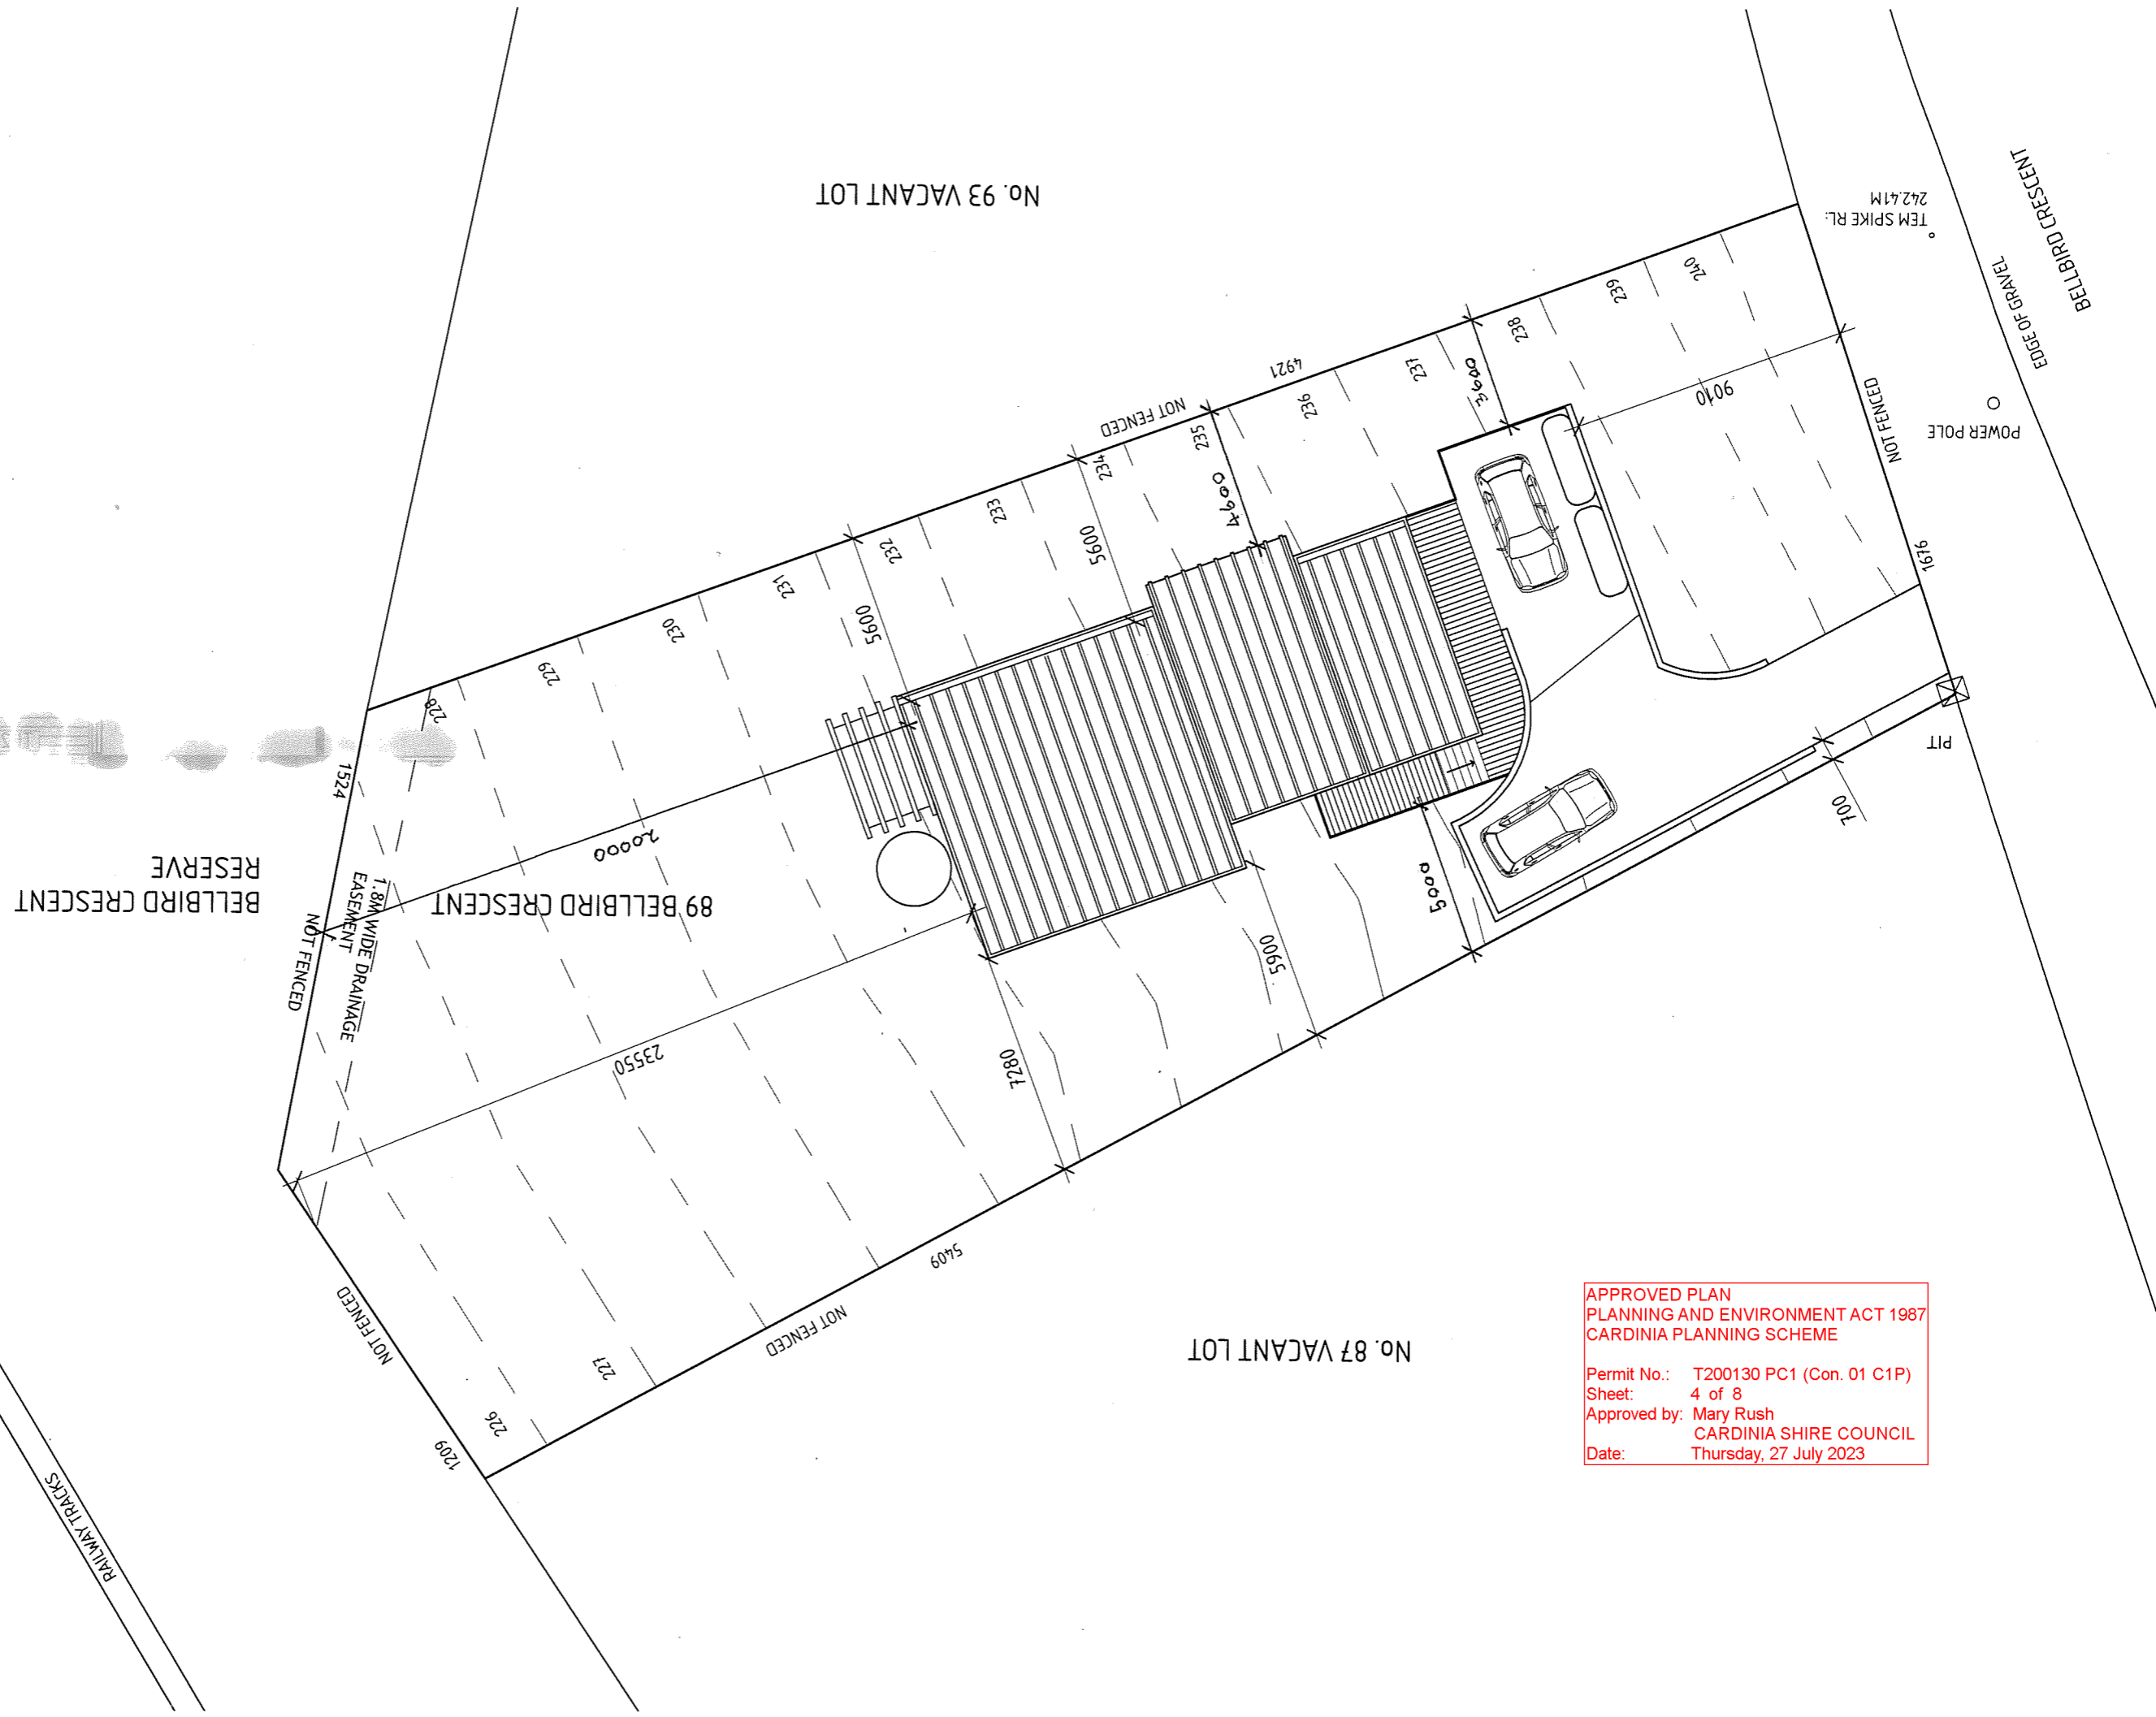 No. 93 VACANT LOT
TEM SPIKE RL:
242.41M
BELLBIRD CRESCENT
EDGE OF GRAVEL
POWER POLE
NOT FENCED
1676
PIT
240
239
238
237
236
235
234
233
232
231
230
229
228
227
226
4921
NOT FENCED
9010
3600
4600
5600
5600
20000
23550
7280
5900
5000
700
1524
1.8M WIDE DRAINAGE
EASEMENT
NOT FENCED
89 BELLBIRD CRESCENT
BELLBIRD CRESCENT
RESERVE
NOT FENCED
1209
5409
NOT FENCED
No. 87 VACANT LOT
RAILWAY TRACKS
APPROVED PLAN
PLANNING AND ENVIRONMENT ACT 1987
CARDINIA PLANNING SCHEME
Permit No.: T200130 PC1 (Con. 01 C1P)
Sheet: 4 of 8
Approved by: Mary Rush
CARDINIA SHIRE COUNCIL
Date: Thursday, 27 July 2023